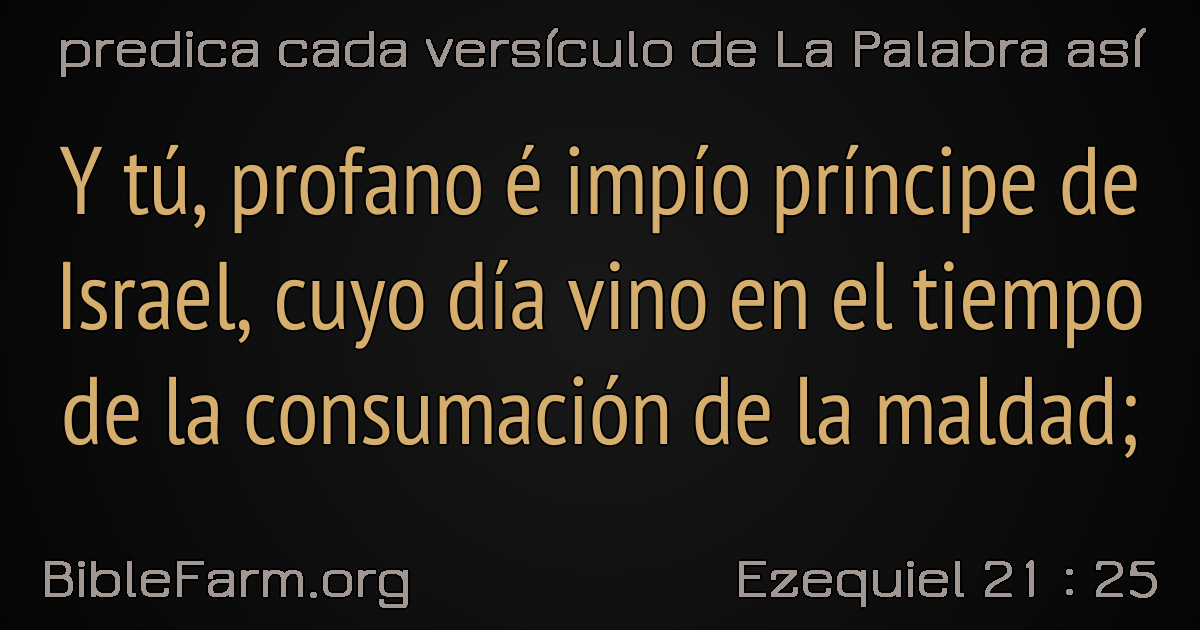 predica cada versículo de La Palabra así
Y tú, profano é impío príncipe de
Israel, cuyo día vino en el tiempo
de la consumación de la maldad;
BibleFarm.org
Ezequiel 21 : 25